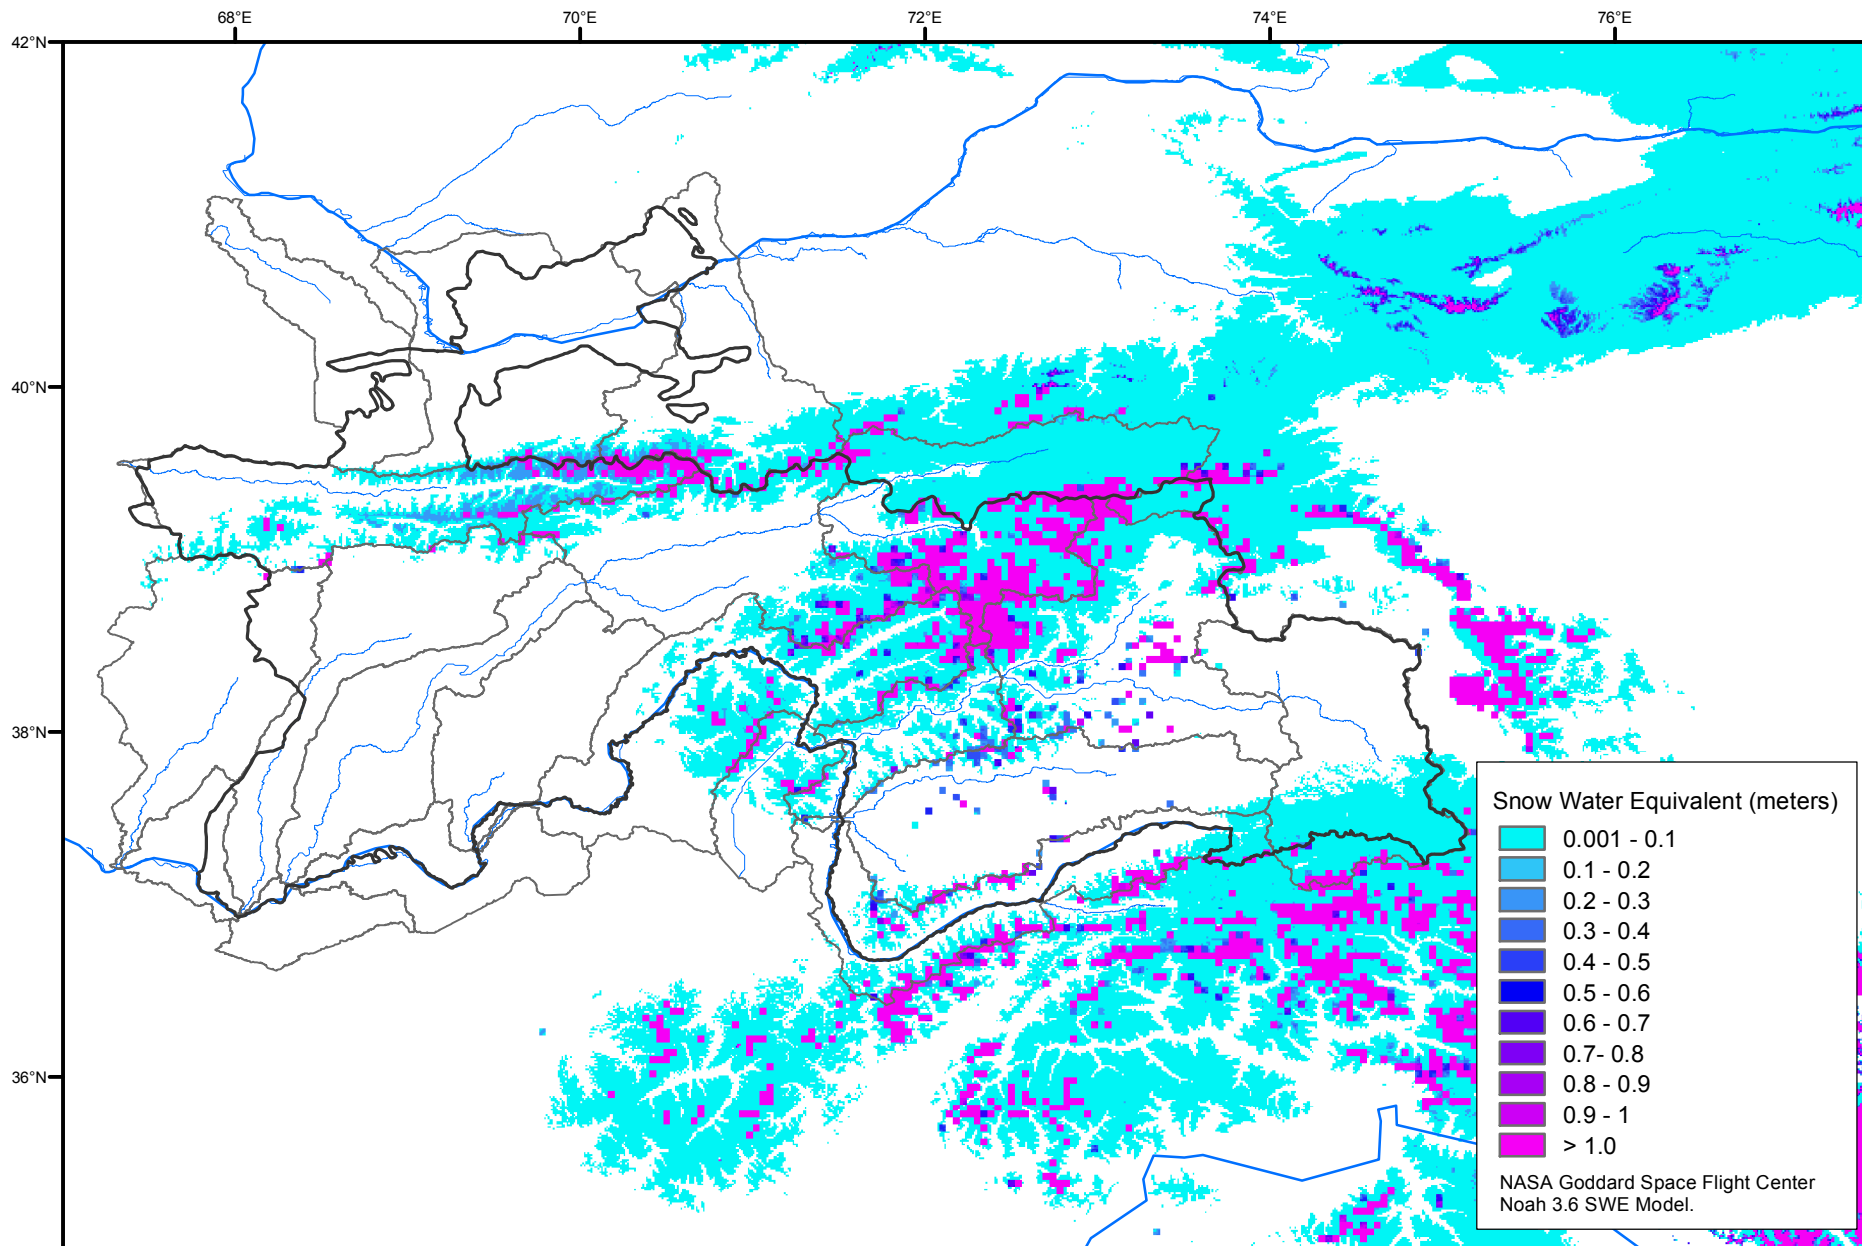 68°E
70°E
72°E
74°E
76°E
42°N
40°N
38°N
36°N
Snow Water Equivalent (meters)
0.001 - 0.1
0.1 - 0.2
0.2 - 0.3
0.3 - 0.4
0.4 - 0.5
0.5 - 0.6
0.6 - 0.7
0.7- 0.8
0.8 - 0.9
0.9 - 1
> 1.0
NASA Goddard Space Flight Center
Noah 3.6 SWE Model.